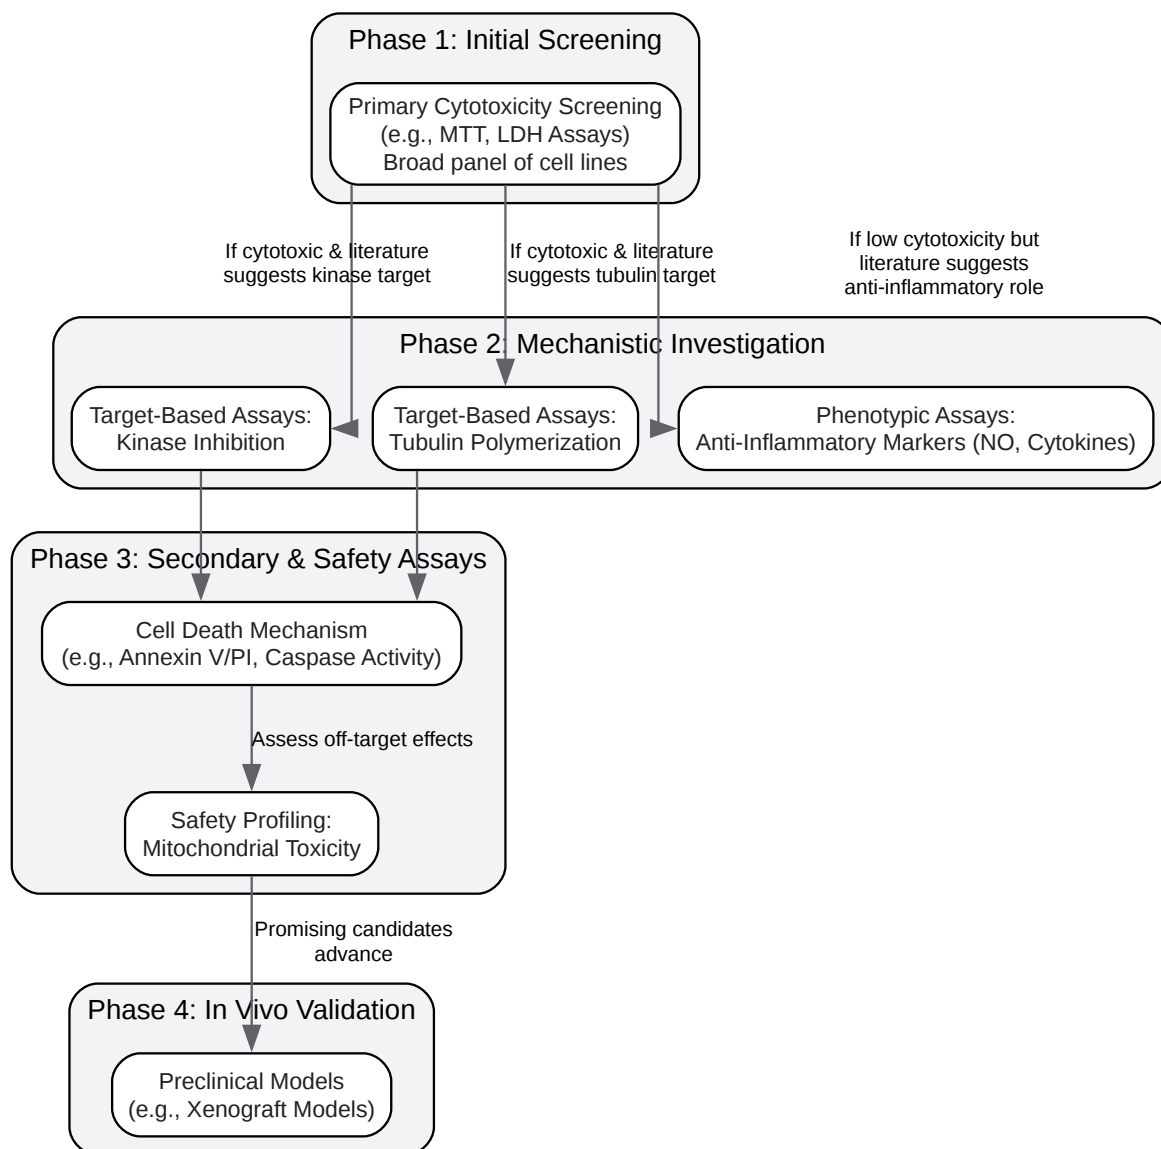 Phase 1: Initial Screening
Primary Cytotoxicity Screening
(e.g., MTT, LDH Assays)
Broad panel of cell lines
If cytotoxic & literature
suggests kinase target
If cytotoxic & literature
suggests tubulin target
If low cytotoxicity but
literature suggests
anti-inflammatory role
Phase 2: Mechanistic Investigation
Target-Based Assays:
Kinase Inhibition
Target-Based Assays:
Tubulin Polymerization
Phenotypic Assays:
Anti-Inflammatory Markers (NO, Cytokines)
Phase 3: Secondary & Safety Assays
Cell Death Mechanism
(e.g., Annexin V/PI, Caspase Activity)
Assess off-target effects
Safety Profiling:
Mitochondrial Toxicity
Promising candidates
advance
Phase 4: In Vivo Validation
Preclinical Models
(e.g., Xenograft Models)